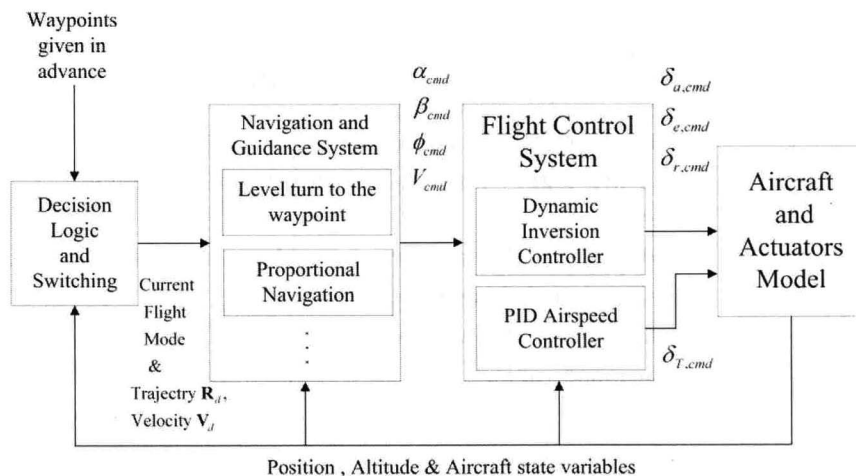 Waypoints
given in
advance
Decision
Logic
and
Switching
Current
Flight
Mode
&
Trajectry R_d,
Velocity V_d
Navigation and
Guidance System
Level turn to the
waypoint
Proportional
Navigation
α_cmd
β_cmd
ϕ_cmd
V_cmd
Flight Control
System
Dynamic
Inversion
Controller
PID Airspeed
Controller
δ_a,cmd
δ_e,cmd
δ_r,cmd
δ_T,cmd
Aircraft
and
Actuators
Model
Position , Altitude & Aircraft state variables